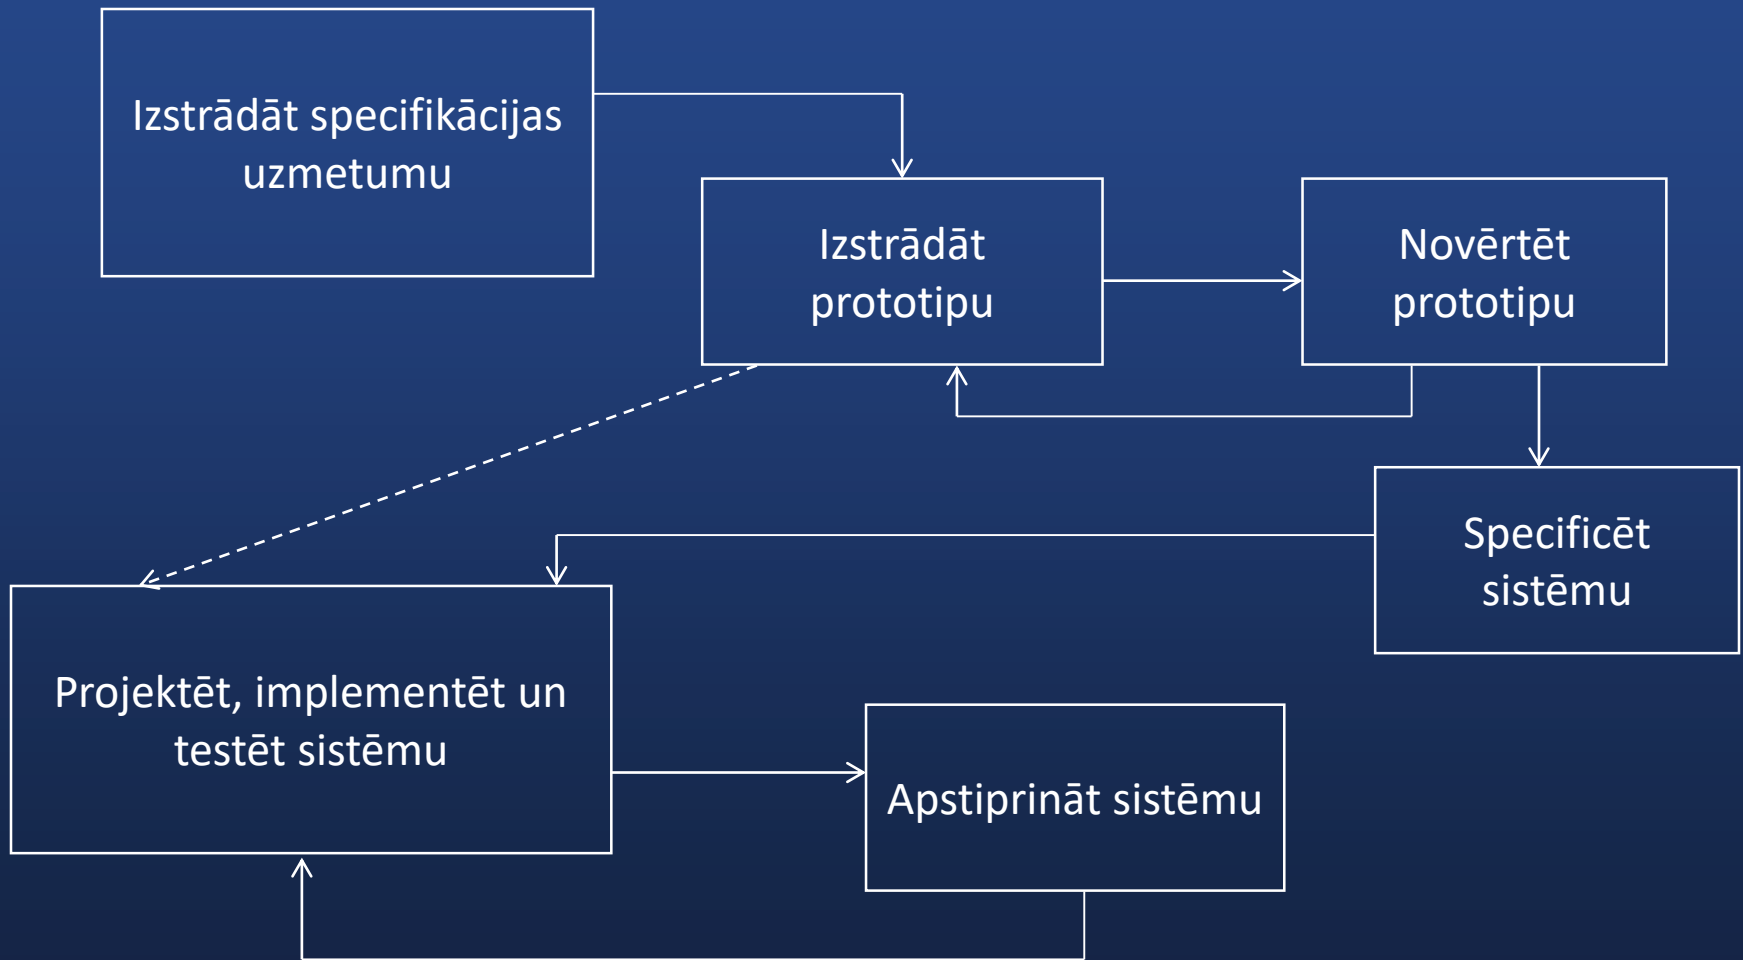 Izstrādāt specifikācijas
uzmetumu
Izstrādāt
prototipu
Novērtēt
prototipu
Specificēt
sistēmu
Projektēt, implementēt un
testēt sistēmu
Apstiprināt sistēmu